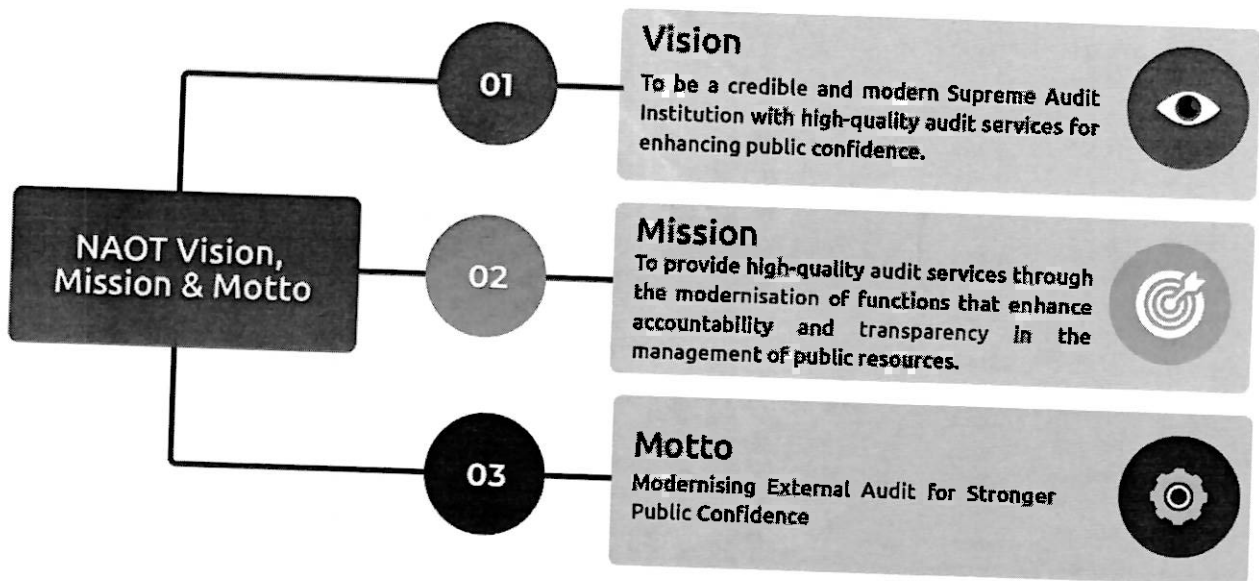 NAOT Vision,
Mission & Motto
01
Vision
To be a credible and modern Supreme Audit
Institution with high-quality audit services for
enhancing public confidence.
02
Mission
To provide high-quality audit services through
the modernisation of functions that enhance
accountability and transparency in the
management of public resources.
03
Motto
Modernising External Audit for Stronger
Public Confidence